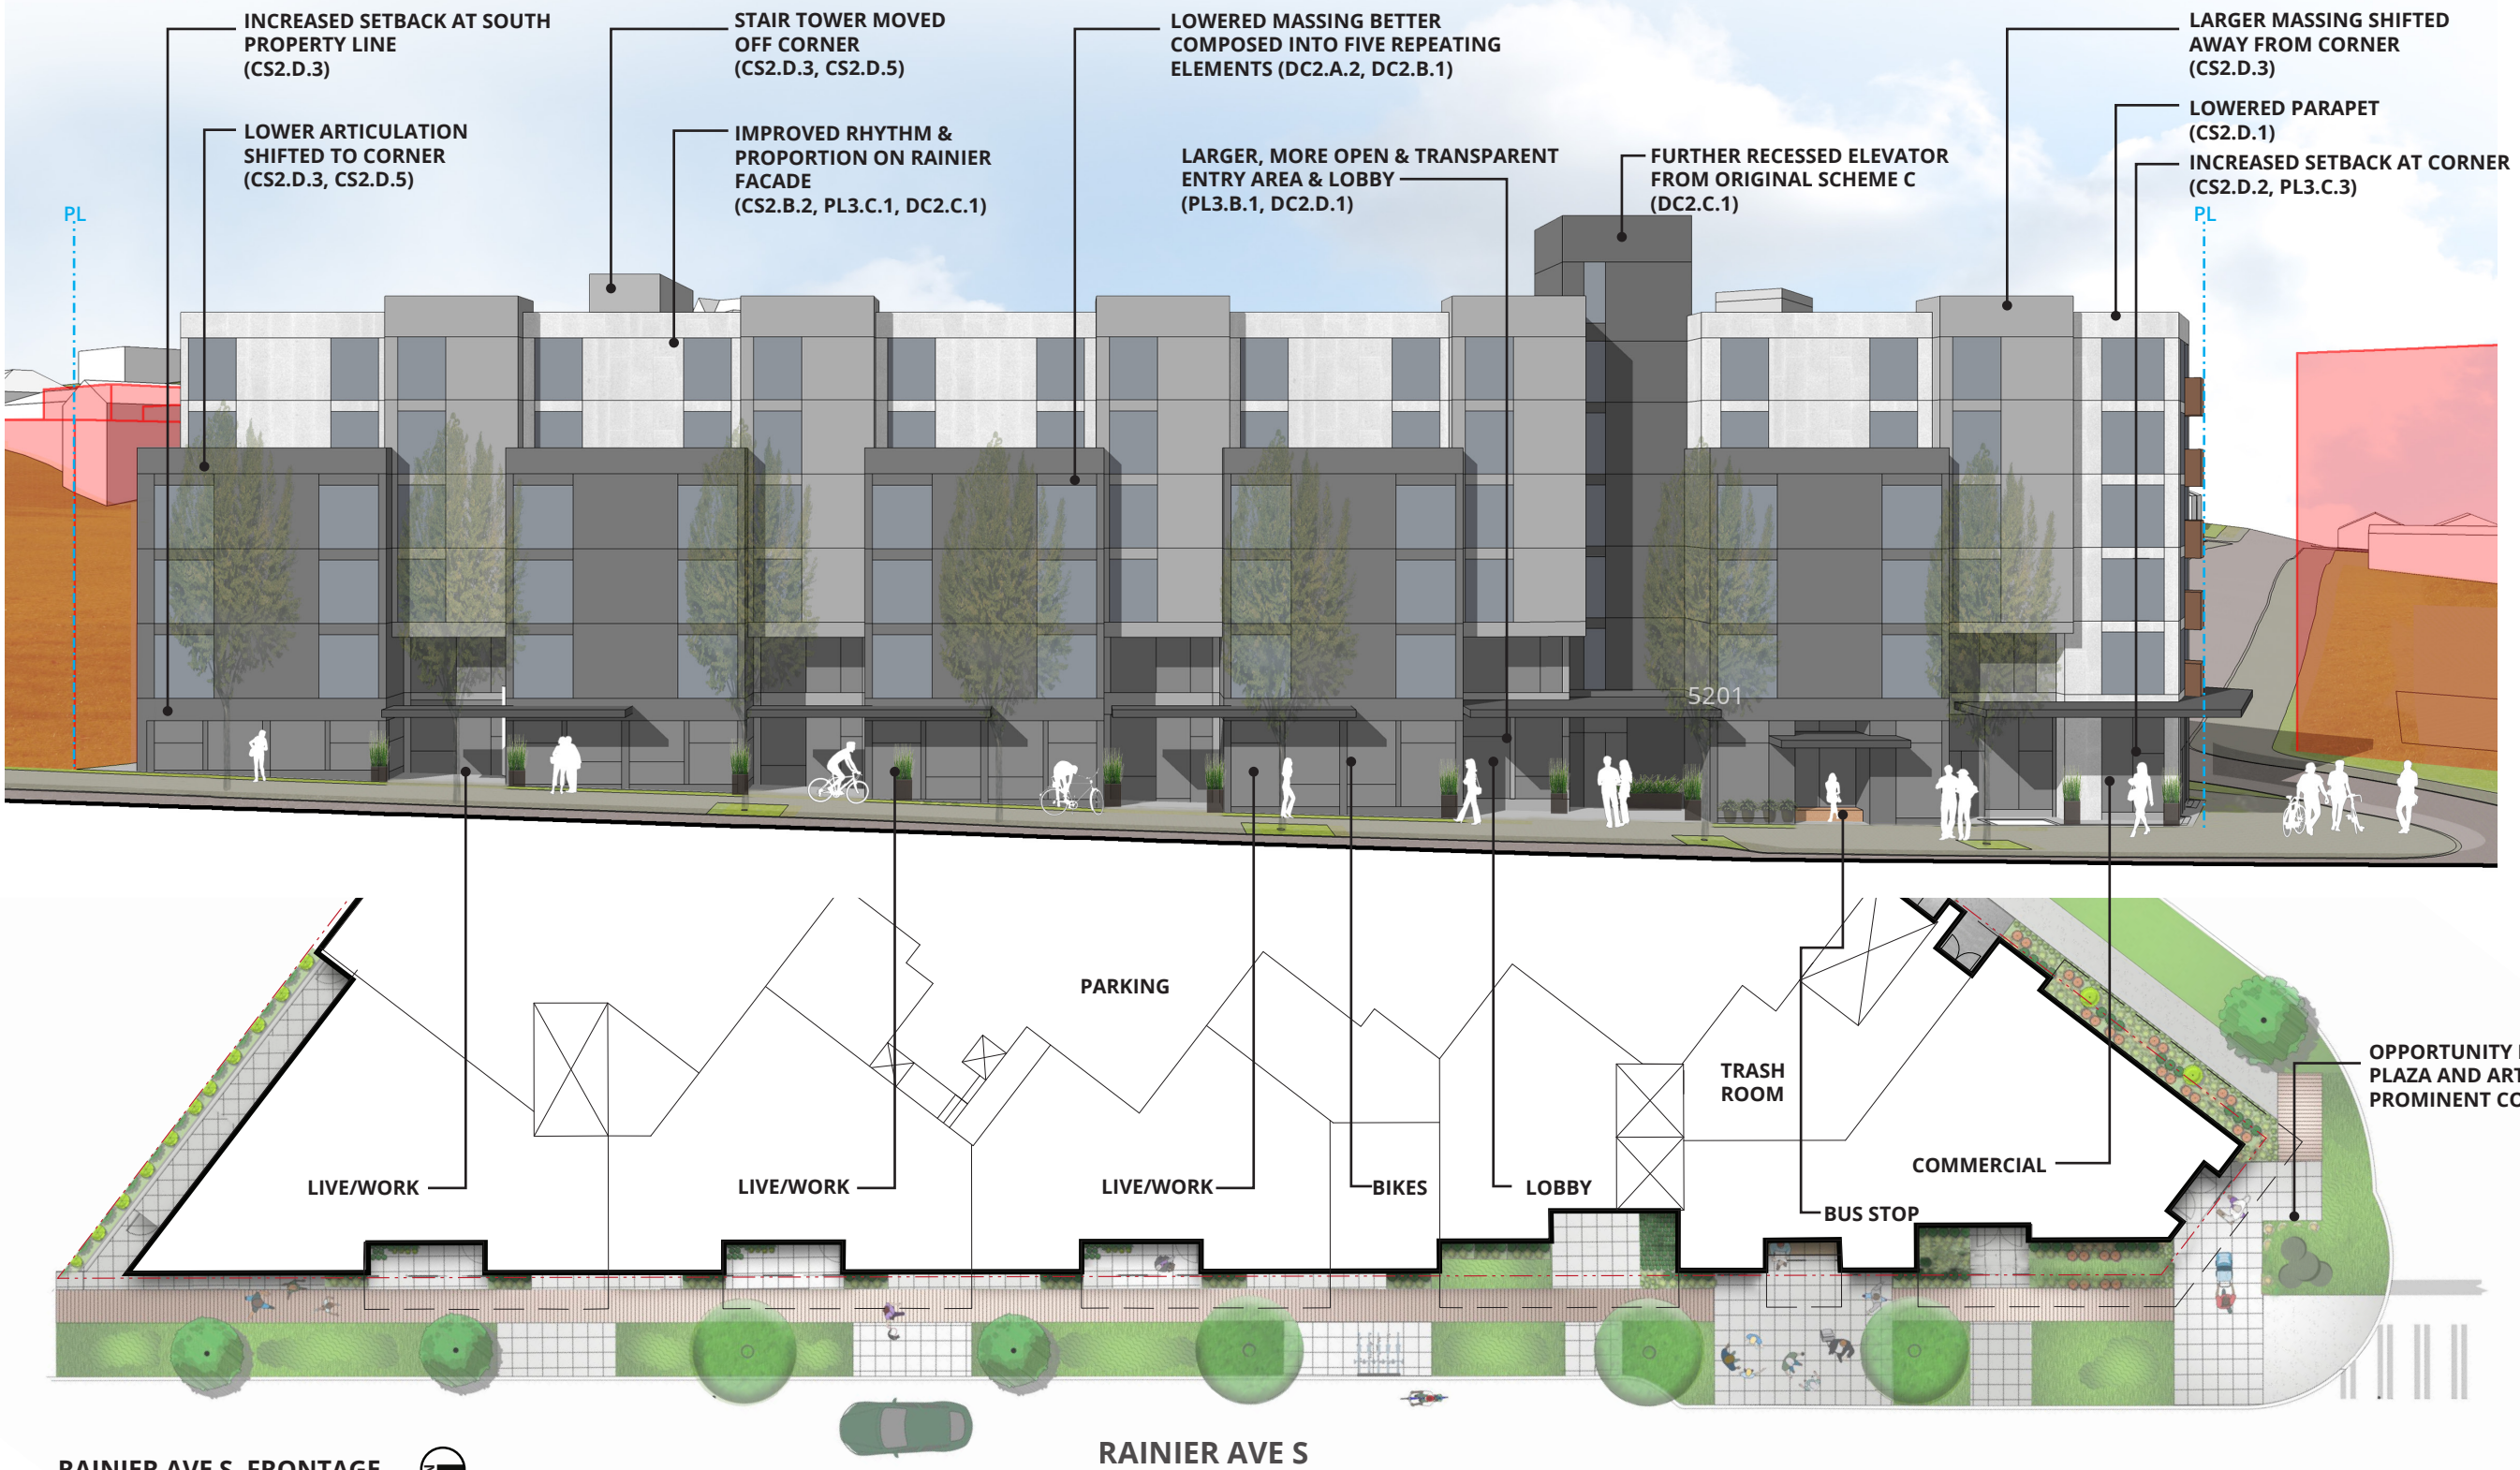 INCREASED SETBACK AT SOUTH
PROPERTY LINE
(CS2.D.3)
STAIR TOWER MOVED
OFF CORNER
(CS2.D.3, CS2.D.5)
LOWERED MASSING BETTER
COMPOSED INTO FIVE REPEATING
ELEMENTS (DC2.A.2, DC2.B.1)
LARGER MASSING SHIFTED
AWAY FROM CORNER
(CS2.D.3)
LOWERED PARAPET
(CS2.D.1)
LOWER ARTICULATION
SHIFTED TO CORNER
(CS2.D.3, CS2.D.5)
IMPROVED RHYTHM &
PROPORTION ON RAINIER
FACADE
(CS2.B.2, PL3.C.1, DC2.C.1)
LARGER, MORE OPEN & TRANSPARENT
ENTRY AREA & LOBBY
(PL3.B.1, DC2.D.1)
FURTHER RECESSED ELEVATOR
FROM ORIGINAL SCHEME C
(DC2.C.1)
INCREASED SETBACK AT CORNER
(CS2.D.2, PL3.C.3)
PL
PL
5201
PARKING
TRASH
ROOM
OPPORTUNITY
PLAZA AND
PROMINENT
LIVE/WORK
LIVE/WORK
LIVE/WORK
BIKES
LOBBY
BUS STOP
COMMERCIAL
RAINIER AVE S
RAINIER AVE S FRONTAGE